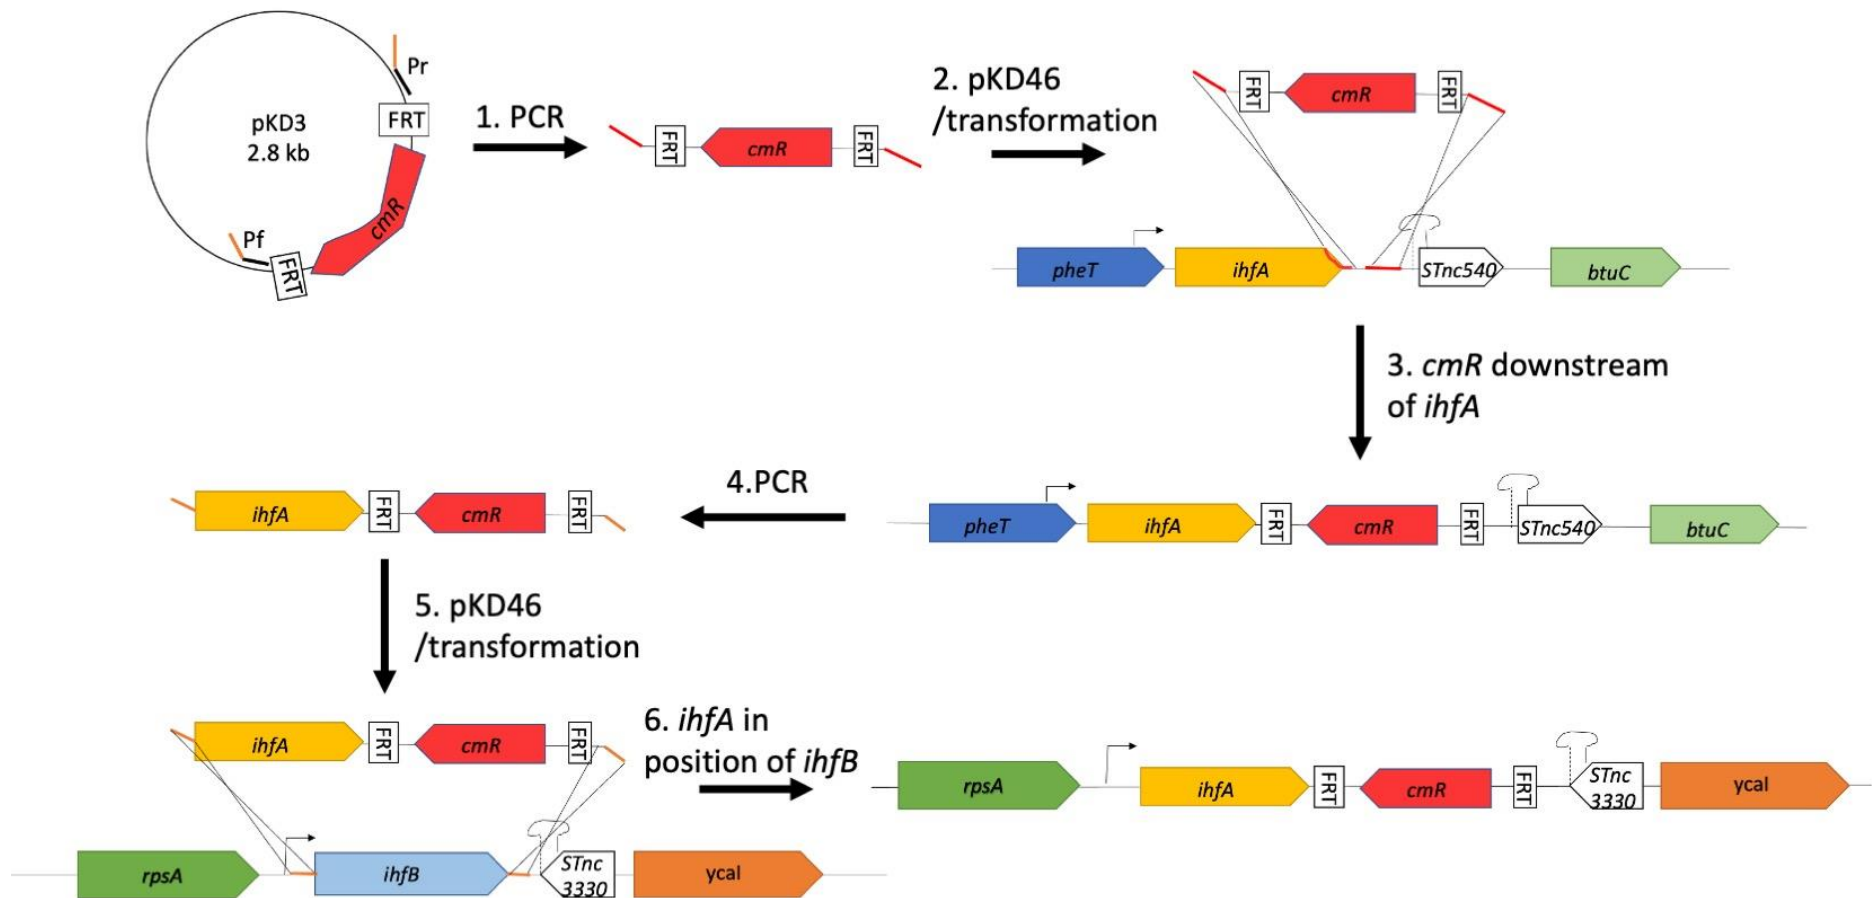 Pr
FRT
pKD3
2.8 kb
cmR
Pf
FRT
1. PCR
FRT
cmR
FRT
2. pKD46
/transformation
FRT
cmR
FRT
pheT
ihfA
STnc540
btuC
3. cmR downstream
of ihfA
4.PCR
ihfA
FRT
cmR
FRT
pheT
ihfA
FRT
cmR
FRT
STnc540
btuC
5. pKD46
/transformation
ihfA
FRT
cmR
FRT
6. ihfA in
position of ihfB
rpsA
ihfB
STnc
3330
ycal
rpsA
ihfA
FRT
cmR
FRT
STnc
3330
ycal